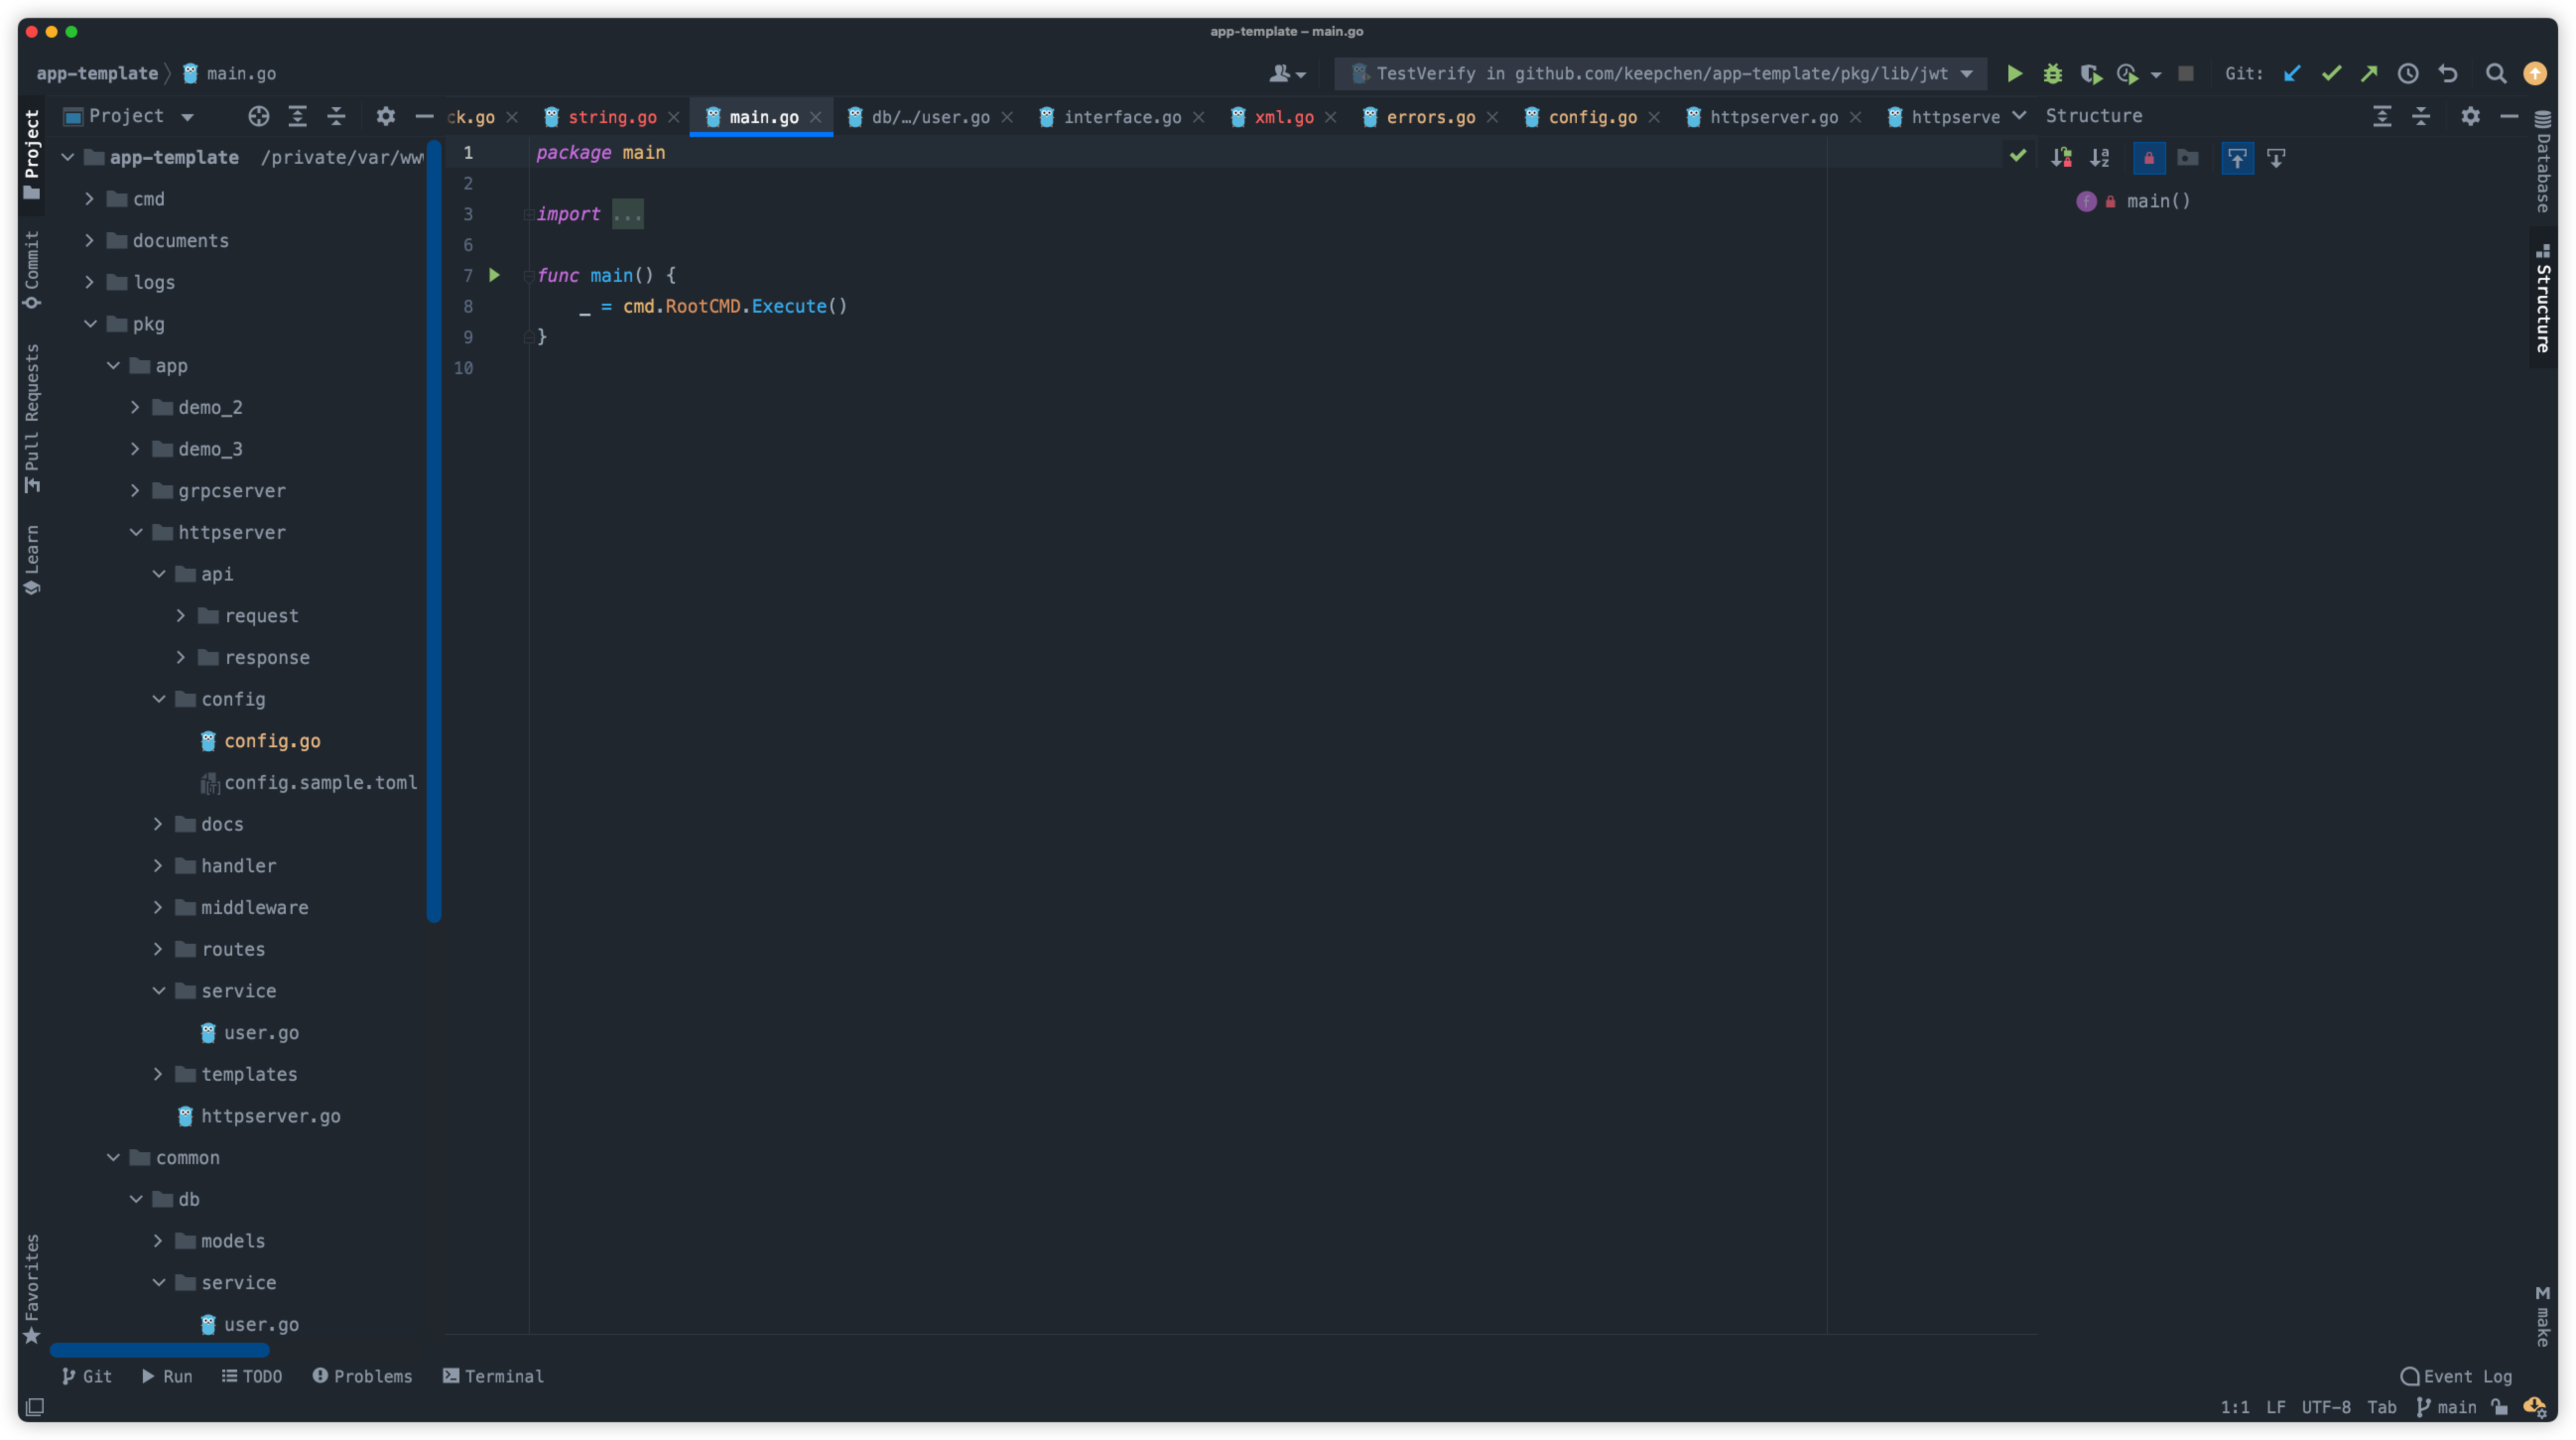 app-template – main.go
app-template main.go
TestVerify in github.com/keepchen/app-template/pkg/lib/jwt
Git:
Project
ck.go string.go main.go db/…/user.go interface.go xml.go errors.go config.go httpserver.go httpserve
Structure
Project
Commit
Pull Requests
Learn
Favorites
app-template /private/var/ww
cmd
documents
logs
pkg
app
demo_2
demo_3
grpcserver
httpserver
api
request
response
config
config.go
config.sample.toml
docs
handler
middleware
routes
service
user.go
templates
httpserver.go
common
db
models
service
user.go
1 package main
2
3 import ...
6
7 func main() {
8 _ = cmd.RootCMD.Execute()
9 }
10
f main()
Database
Structure
M make
Git Run TODO Problems Terminal
Event Log
1:1 LF UTF-8 Tab main